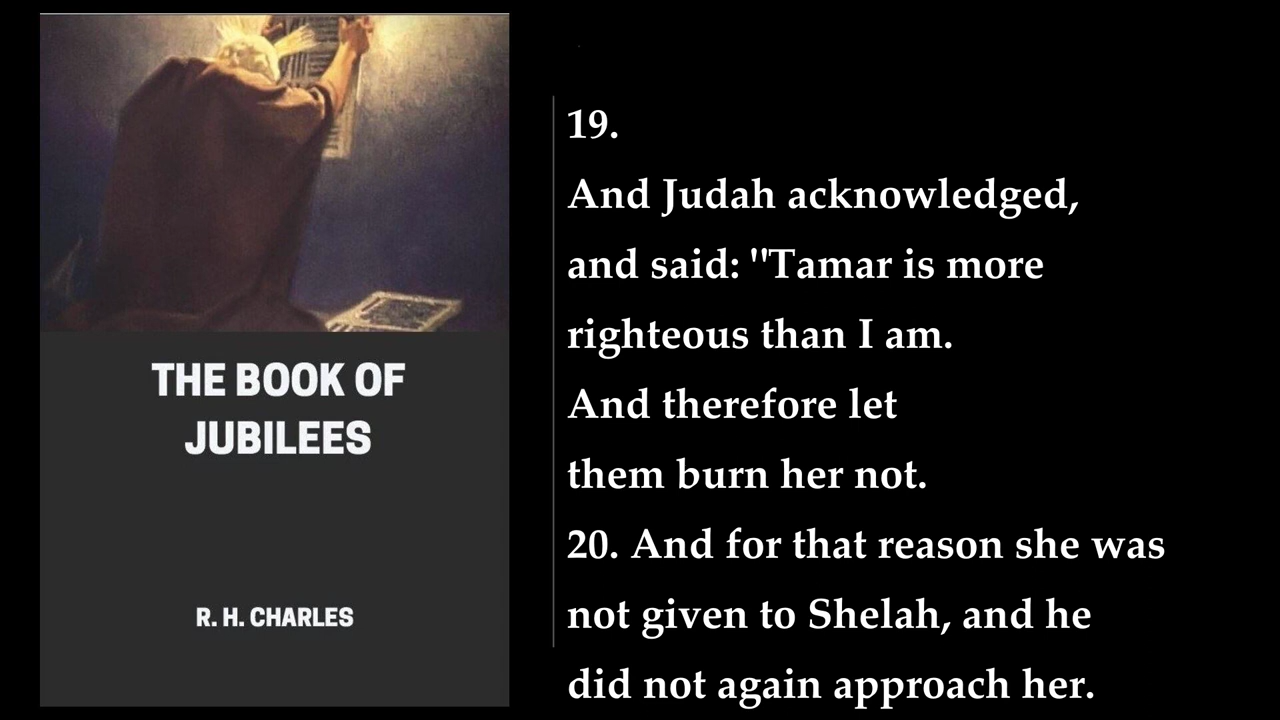 THE BOOK OF
JUBILEES
R. H. CHARLES
19.
And Judah acknowledged,
and said: "Tamar is more
righteous than I am.
And therefore let
them burn her not.
20. And for that reason she was
not given to Shelah, and he
did not again approach her.